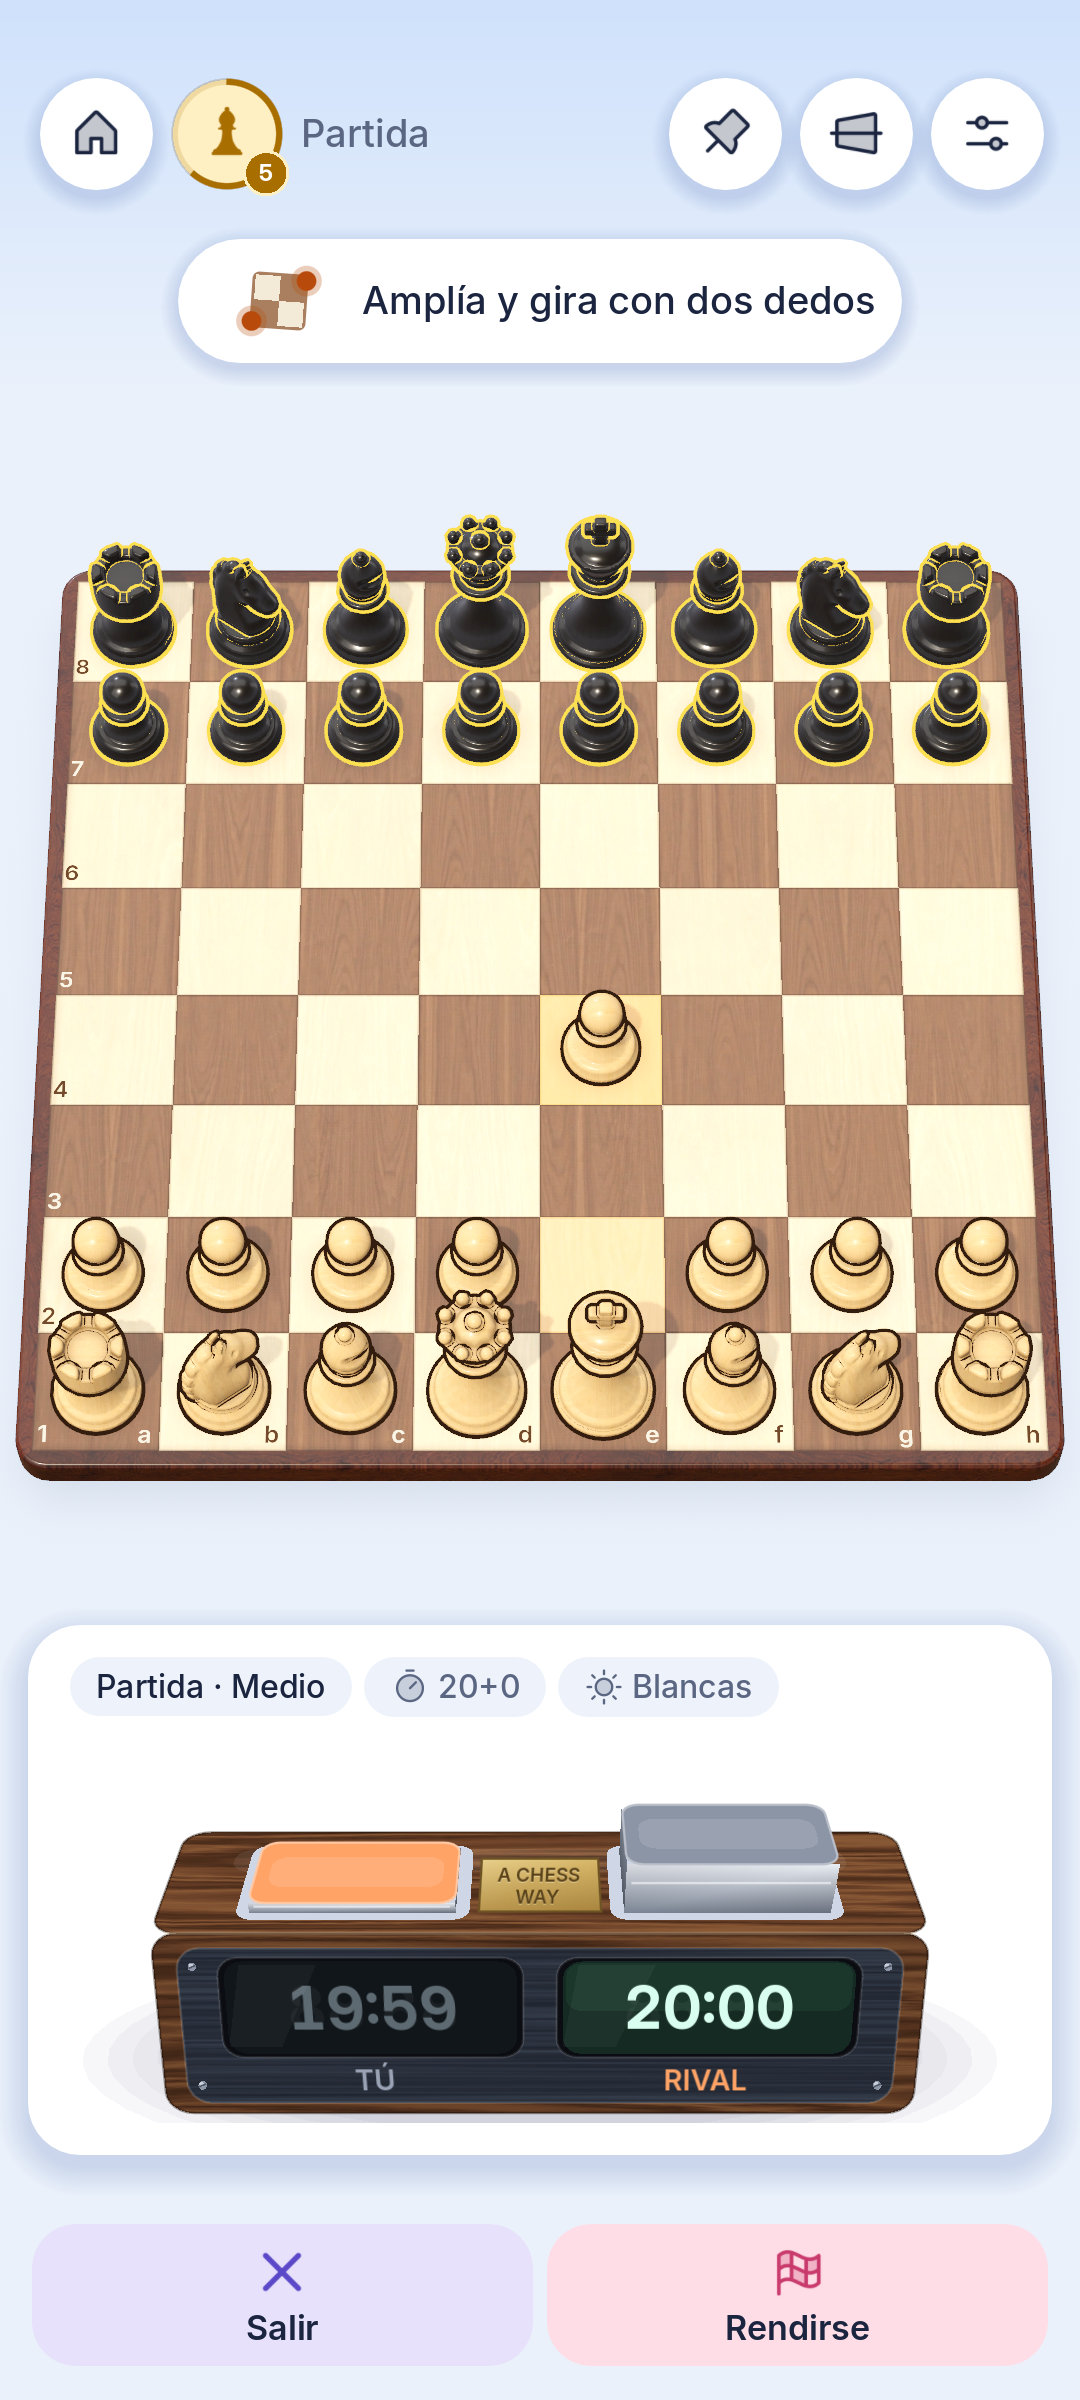 Partida
5
Amplía y gira con dos dedos
8
7
6
5
4
3
2
1 a b c d e f g h
Partida · Medio
20+0
Blancas
A CHESS
WAY
19:59
20:00
TÚ
RIVAL
Salir
Rendirse